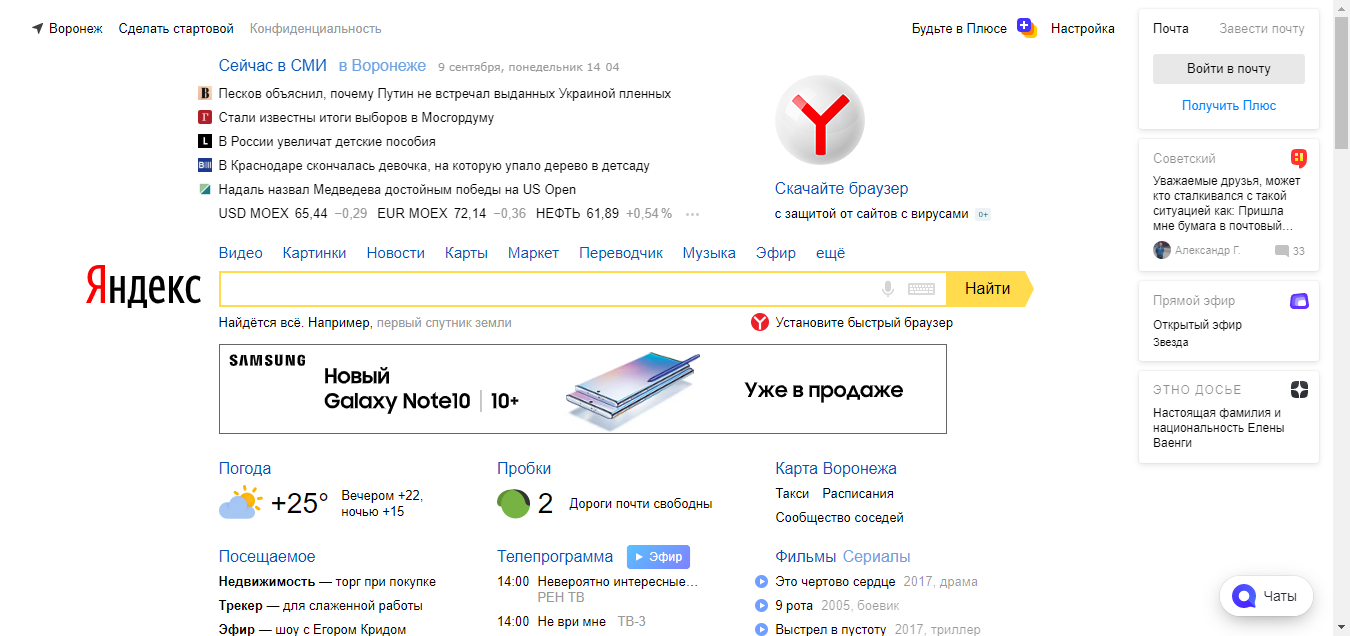 Воронеж Сделать стартовой Конфиденциальность Будьте в Плюсе Настройка
Сейчас в СМИ в Воронеже 9 сентября, понедельник 14 04
Песков объяснил, почему Путин не встречал выданных Украиной пленных
Стали известны итоги выборов в Мосгордуму
В России увеличат детские пособия
В Краснодаре скончалась девочка, на которую упало дерево в детсаду
Надаль назвал Медведева достойным победы на US Open
USD MOEX 65,44 −0,29 EUR MOEX 72,14 −0,36 НЕФТЬ 61,89 +0,54 %
Скачайте браузер
с защитой от сайтов с вирусами 0+
Видео Картинки Новости Карты Маркет Переводчик Музыка Эфир ещё
Яндекс
Найти
Найдётся всё. Например, первый спутник земли
Установите быстрый браузер
SAMSUNG
Новый
Galaxy Note10 | 10+
Уже в продаже
Погода
+25° Вечером +22,
ночью +15
Пробки
2 Дороги почти свободны
Карта Воронежа
Такси Расписания
Сообщество соседей
Посещаемое
Недвижимость — торг при покупке
Трекер — для слаженной работы
Эфир — шоу с Егором Кридом
Телепрограмма Эфир
14:00 Невероятно интересные…
РЕН ТВ
14:00 Не ври мне ТВ-3
Фильмы Сериалы
Это чертово сердце 2017, драма
9 рота 2005, боевик
Выстрел в пустоту 2017, триллер
Почта Завести почту
Войти в почту
Получить Плюс
Советский
Уважаемые друзья, может
кто сталкивался с такой
ситуацией как: Пришла
мне бумага в почтовый…
Александр Г. 33
Прямой эфир
Открытый эфир
Звезда
ЭТНО ДОСЬЕ
Настоящая фамилия и
национальность Елены
Ваенги
Чаты